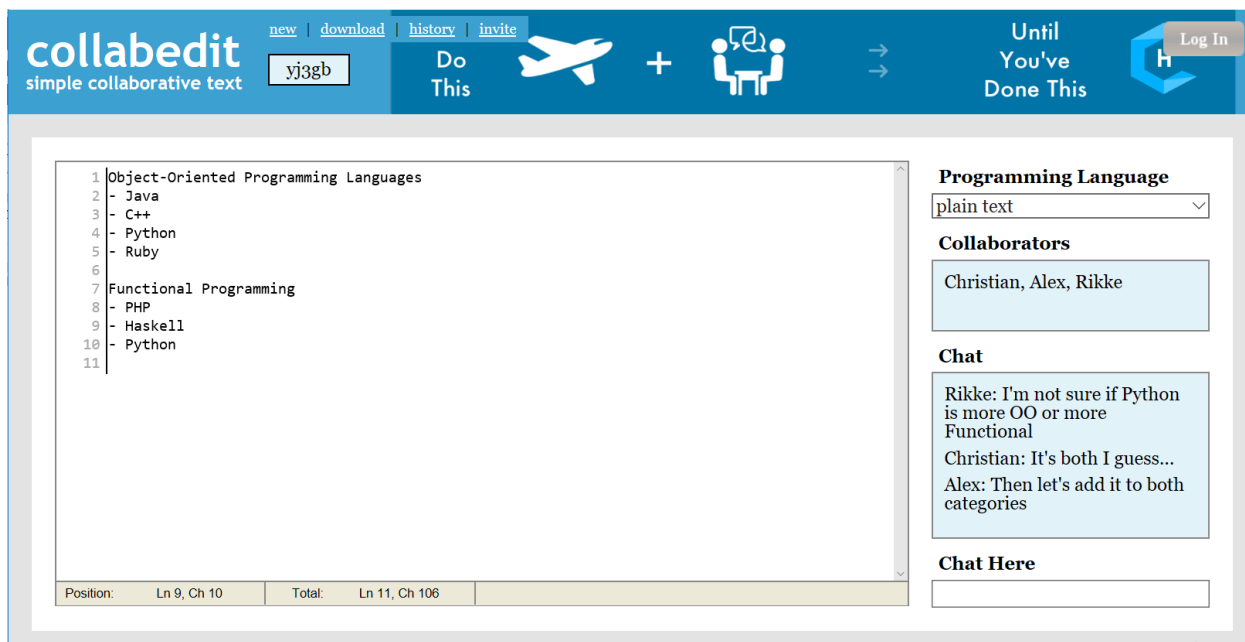 collabedit
simple collaborative text
new | download | history | invite
yj3gb
Do
This
+
Until
You've
Done This
H
Log In
1 Object-Oriented Programming Languages
2 - Java
3 - C++
4 - Python
5 - Ruby
6
7 Functional Programming
8 - PHP
9 - Haskell
10 - Python
11
Position: Ln 9, Ch 10 Total: Ln 11, Ch 106
Programming Language
plain text
Collaborators
Christian, Alex, Rikke
Chat
Rikke: I'm not sure if Python
is more OO or more
Functional
Christian: It's both I guess...
Alex: Then let's add it to both
categories
Chat Here